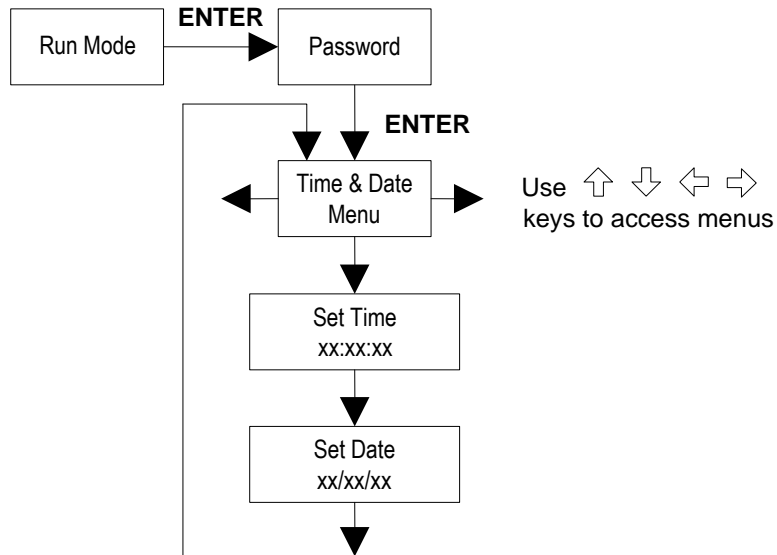 ENTER
Run Mode
Password
ENTER
Time & Date
Menu
Use ⇧ ⇩ ⇦ ⇨
keys to access menus
Set Time
xx:xx:xx
Set Date
xx/xx/xx